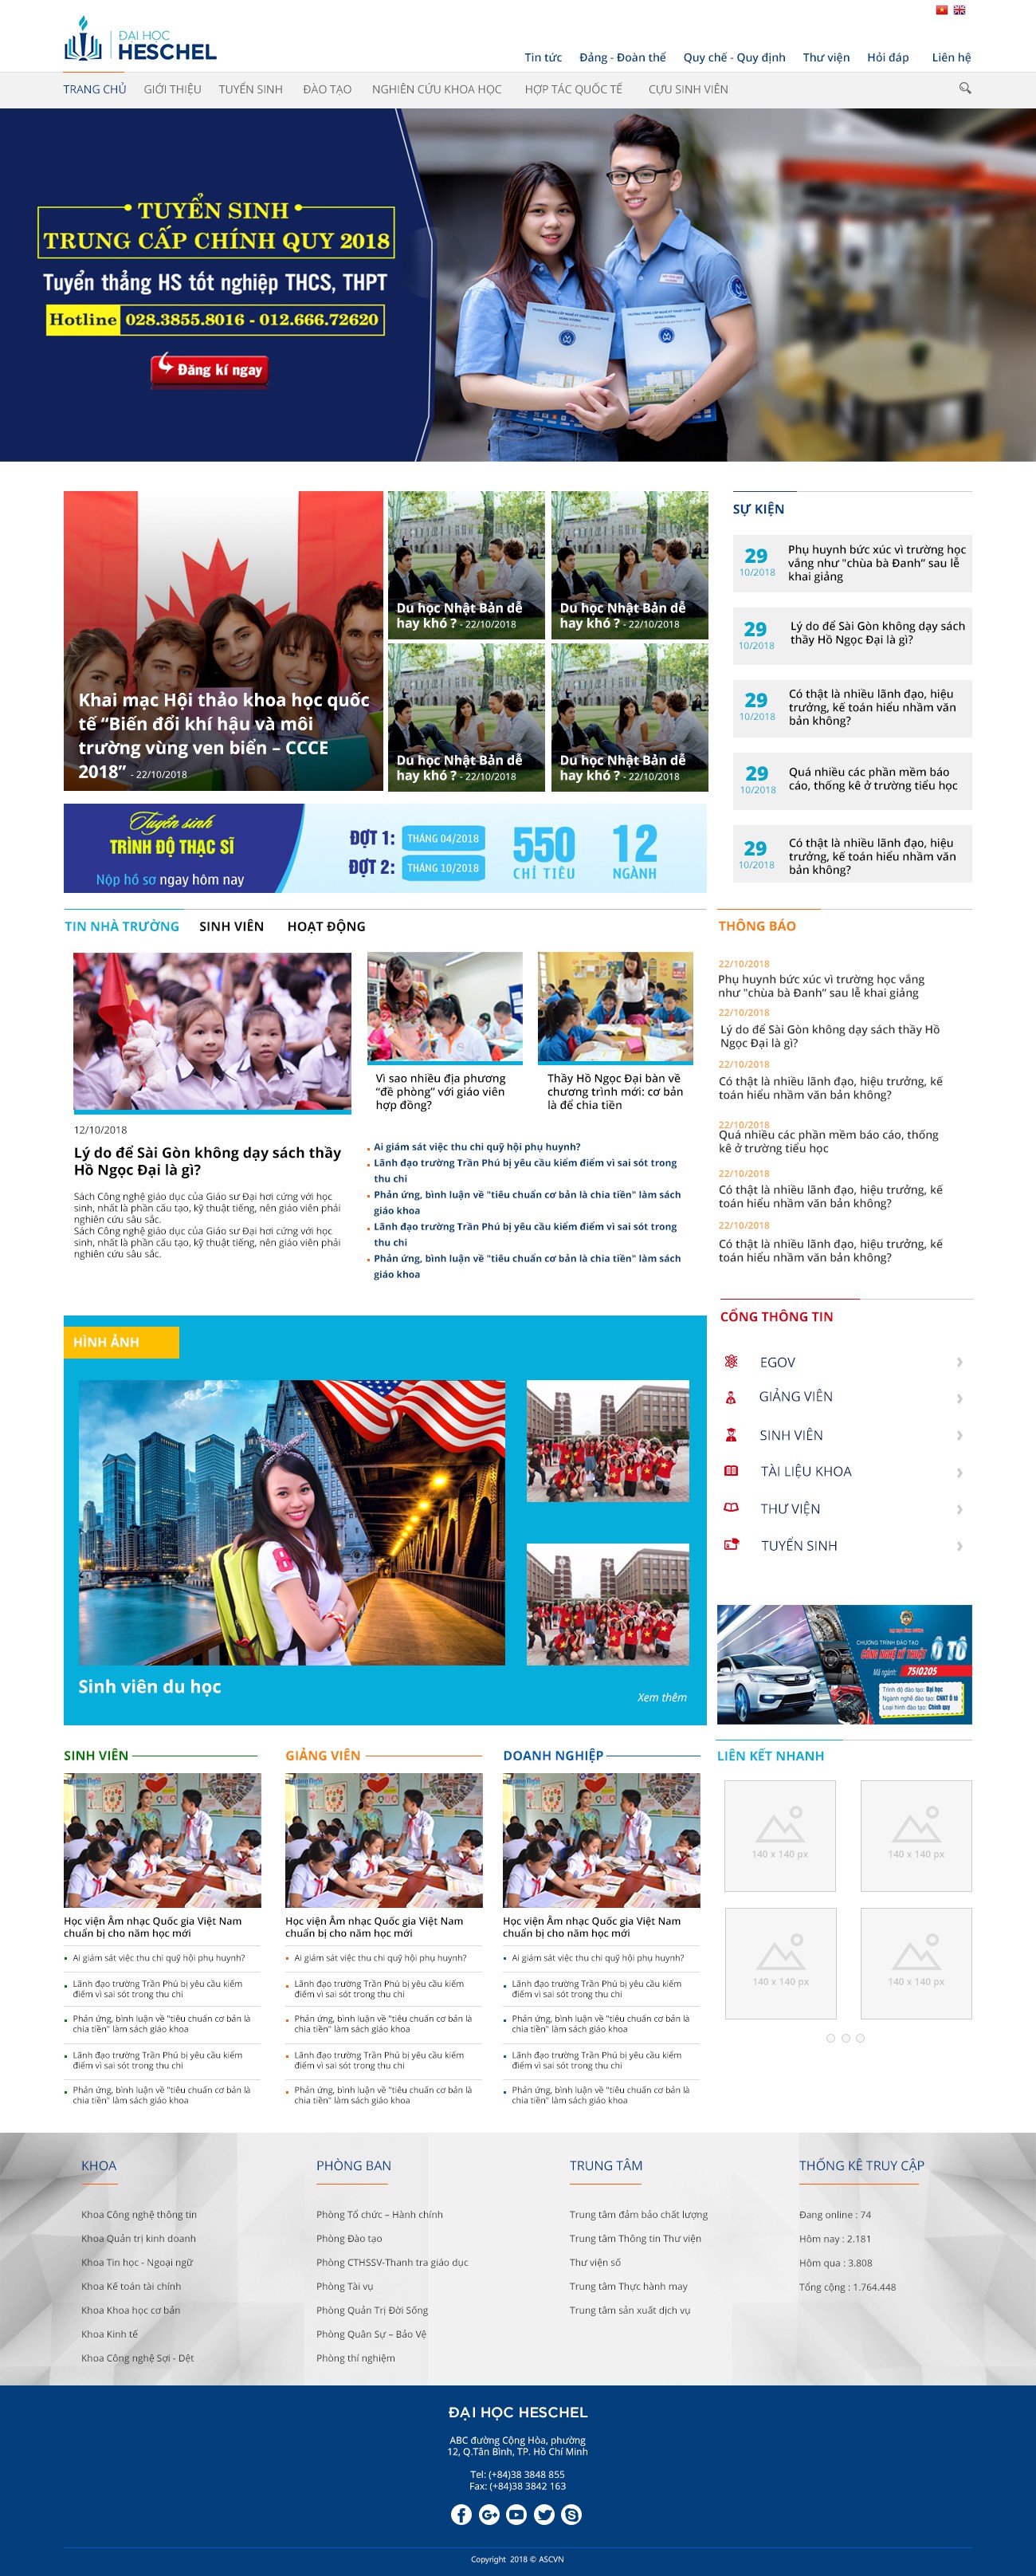 ĐẠI HỌC
HESCHEL
Tin tức Đảng - Đoàn thể Quy chế - Quy định Thư viện Hỏi đáp Liên hệ
TRANG CHỦ GIỚI THIỆU TUYỂN SINH ĐÀO TẠO NGHIÊN CỨU KHOA HỌC HỢP TÁC QUỐC TẾ CỰU SINH VIÊN
TUYỂN SINH
TRUNG CẤP CHÍNH QUY 2018
Tuyển thẳng HS tốt nghiệp THCS, THPT
Hotline 028.3855.8016 - 012.666.72620
Đăng kí ngay
Khai mạc Hội thảo khoa học quốc
tế “Biến đổi khí hậu và môi
trường vùng ven biển – CCCE
2018” - 22/10/2018
Du học Nhật Bản dễ
hay khó ? - 22/10/2018
Du học Nhật Bản dễ
hay khó ? - 22/10/2018
Du học Nhật Bản dễ
hay khó ? - 22/10/2018
Du học Nhật Bản dễ
hay khó ? - 22/10/2018
SỰ KIỆN
29
10/2018
Phụ huynh bức xúc vì trường học
vắng như "chùa bà Đanh” sau lễ
khai giảng
29
10/2018
Lý do để Sài Gòn không dạy sách
thầy Hồ Ngọc Đại là gì?
29
10/2018
Có thật là nhiều lãnh đạo, hiệu
trưởng, kế toán hiểu nhầm văn
bản không?
29
10/2018
Quá nhiều các phần mềm báo
cáo, thống kê ở trường tiểu học
29
10/2018
Có thật là nhiều lãnh đạo, hiệu
trưởng, kế toán hiểu nhầm văn
bản không?
Tuyển sinh
TRÌNH ĐỘ THẠC SĨ
Nộp hồ sơ ngay hôm nay
ĐỢT 1: THÁNG 04/2018
ĐỢT 2: THÁNG 10/2018
550
CHỈ TIÊU
12
NGÀNH
TIN NHÀ TRƯỜNG SINH VIÊN HOẠT ĐỘNG
12/10/2018
Lý do để Sài Gòn không dạy sách thầy
Hồ Ngọc Đại là gì?
Sách Công nghệ giáo dục của Giáo sư Đại hơi cứng với học
sinh, nhất là phần cấu tạo, kỹ thuật tiếng, nên giáo viên phải
nghiên cứu sâu sắc.
Sách Công nghệ giáo dục của Giáo sư Đại hơi cứng với học
sinh, nhất là phần cấu tạo, kỹ thuật tiếng, nên giáo viên phải
nghiên cứu sâu sắc.
Vì sao nhiều địa phương
“đề phòng” với giáo viên
hợp đồng?
Thầy Hồ Ngọc Đại bàn về
chương trình mới: cơ bản
là để chia tiền
Ai giám sát việc thu chi quỹ hội phụ huynh?
Lãnh đạo trường Trần Phú bị yêu cầu kiểm điểm vì sai sót trong
thu chi
Phản ứng, bình luận về "tiêu chuẩn cơ bản là chia tiền" làm sách
giáo khoa
Lãnh đạo trường Trần Phú bị yêu cầu kiểm điểm vì sai sót trong
thu chi
Phản ứng, bình luận về "tiêu chuẩn cơ bản là chia tiền" làm sách
giáo khoa
THÔNG BÁO
22/10/2018
Phụ huynh bức xúc vì trường học vắng
như "chùa bà Đanh” sau lễ khai giảng
22/10/2018
Lý do để Sài Gòn không dạy sách thầy Hồ
Ngọc Đại là gì?
22/10/2018
Có thật là nhiều lãnh đạo, hiệu trưởng, kế
toán hiểu nhầm văn bản không?
22/10/2018
Quá nhiều các phần mềm báo cáo, thống
kê ở trường tiểu học
22/10/2018
Có thật là nhiều lãnh đạo, hiệu trưởng, kế
toán hiểu nhầm văn bản không?
22/10/2018
Có thật là nhiều lãnh đạo, hiệu trưởng, kế
toán hiểu nhầm văn bản không?
HÌNH ẢNH
Sinh viên du học
Xem thêm
CỔNG THÔNG TIN
EGOV
GIẢNG VIÊN
SINH VIÊN
TÀI LIỆU KHOA
THƯ VIỆN
TUYỂN SINH
CHƯƠNG TRÌNH ĐÀO TẠO
CÔNG NGHỆ KỸ THUẬT Ô TÔ
Mã ngành: 7510205
Trình độ đào tạo: Đại học
Ngành nghề đào tạo: CNKT Ô tô
Loại hình đào tạo: Chính quy
SINH VIÊN
Học viện Âm nhạc Quốc gia Việt Nam
chuẩn bị cho năm học mới
Ai giám sát việc thu chi quỹ hội phụ huynh?
Lãnh đạo trường Trần Phú bị yêu cầu kiểm
điểm vì sai sót trong thu chi
Phản ứng, bình luận về "tiêu chuẩn cơ bản là
chia tiền" làm sách giáo khoa
Lãnh đạo trường Trần Phú bị yêu cầu kiểm
điểm vì sai sót trong thu chi
Phản ứng, bình luận về "tiêu chuẩn cơ bản là
chia tiền" làm sách giáo khoa
GIẢNG VIÊN
Học viện Âm nhạc Quốc gia Việt Nam
chuẩn bị cho năm học mới
Ai giám sát việc thu chi quỹ hội phụ huynh?
Lãnh đạo trường Trần Phú bị yêu cầu kiểm
điểm vì sai sót trong thu chi
Phản ứng, bình luận về "tiêu chuẩn cơ bản là
chia tiền" làm sách giáo khoa
Lãnh đạo trường Trần Phú bị yêu cầu kiểm
điểm vì sai sót trong thu chi
Phản ứng, bình luận về "tiêu chuẩn cơ bản là
chia tiền" làm sách giáo khoa
DOANH NGHIỆP
Học viện Âm nhạc Quốc gia Việt Nam
chuẩn bị cho năm học mới
Ai giám sát việc thu chi quỹ hội phụ huynh?
Lãnh đạo trường Trần Phú bị yêu cầu kiểm
điểm vì sai sót trong thu chi
Phản ứng, bình luận về "tiêu chuẩn cơ bản là
chia tiền" làm sách giáo khoa
Lãnh đạo trường Trần Phú bị yêu cầu kiểm
điểm vì sai sót trong thu chi
Phản ứng, bình luận về "tiêu chuẩn cơ bản là
chia tiền" làm sách giáo khoa
LIÊN KẾT NHANH
140 x 140 px
140 x 140 px
140 x 140 px
140 x 140 px
KHOA
Khoa Công nghệ thông tin
Khoa Quản trị kinh doanh
Khoa Tin học - Ngoại ngữ
Khoa Kế toán tài chính
Khoa Khoa học cơ bản
Khoa Kinh tế
Khoa Công nghệ Sợi - Dệt
PHÒNG BAN
Phòng Tổ chức – Hành chính
Phòng Đào tạo
Phòng CTHSSV-Thanh tra giáo dục
Phòng Tài vụ
Phòng Quản Trị Đời Sống
Phòng Quân Sự – Bảo Vệ
Phòng thí nghiệm
TRUNG TÂM
Trung tâm đảm bảo chất lượng
Trung tâm Thông tin Thư viện
Thư viện số
Trung tâm Thực hành may
Trung tâm sản xuất dịch vụ
THỐNG KÊ TRUY CẬP
Đang online : 74
Hôm nay : 2.181
Hôm qua : 3.808
Tổng cộng : 1.764.448
ĐẠI HỌC HESCHEL
ABC đường Cộng Hòa, phường
12, Q.Tân Bình, TP. Hồ Chí Minh
Tel: (+84)38 3848 855
Fax: (+84)38 3842 163
Copyright 2018 © ASCVN